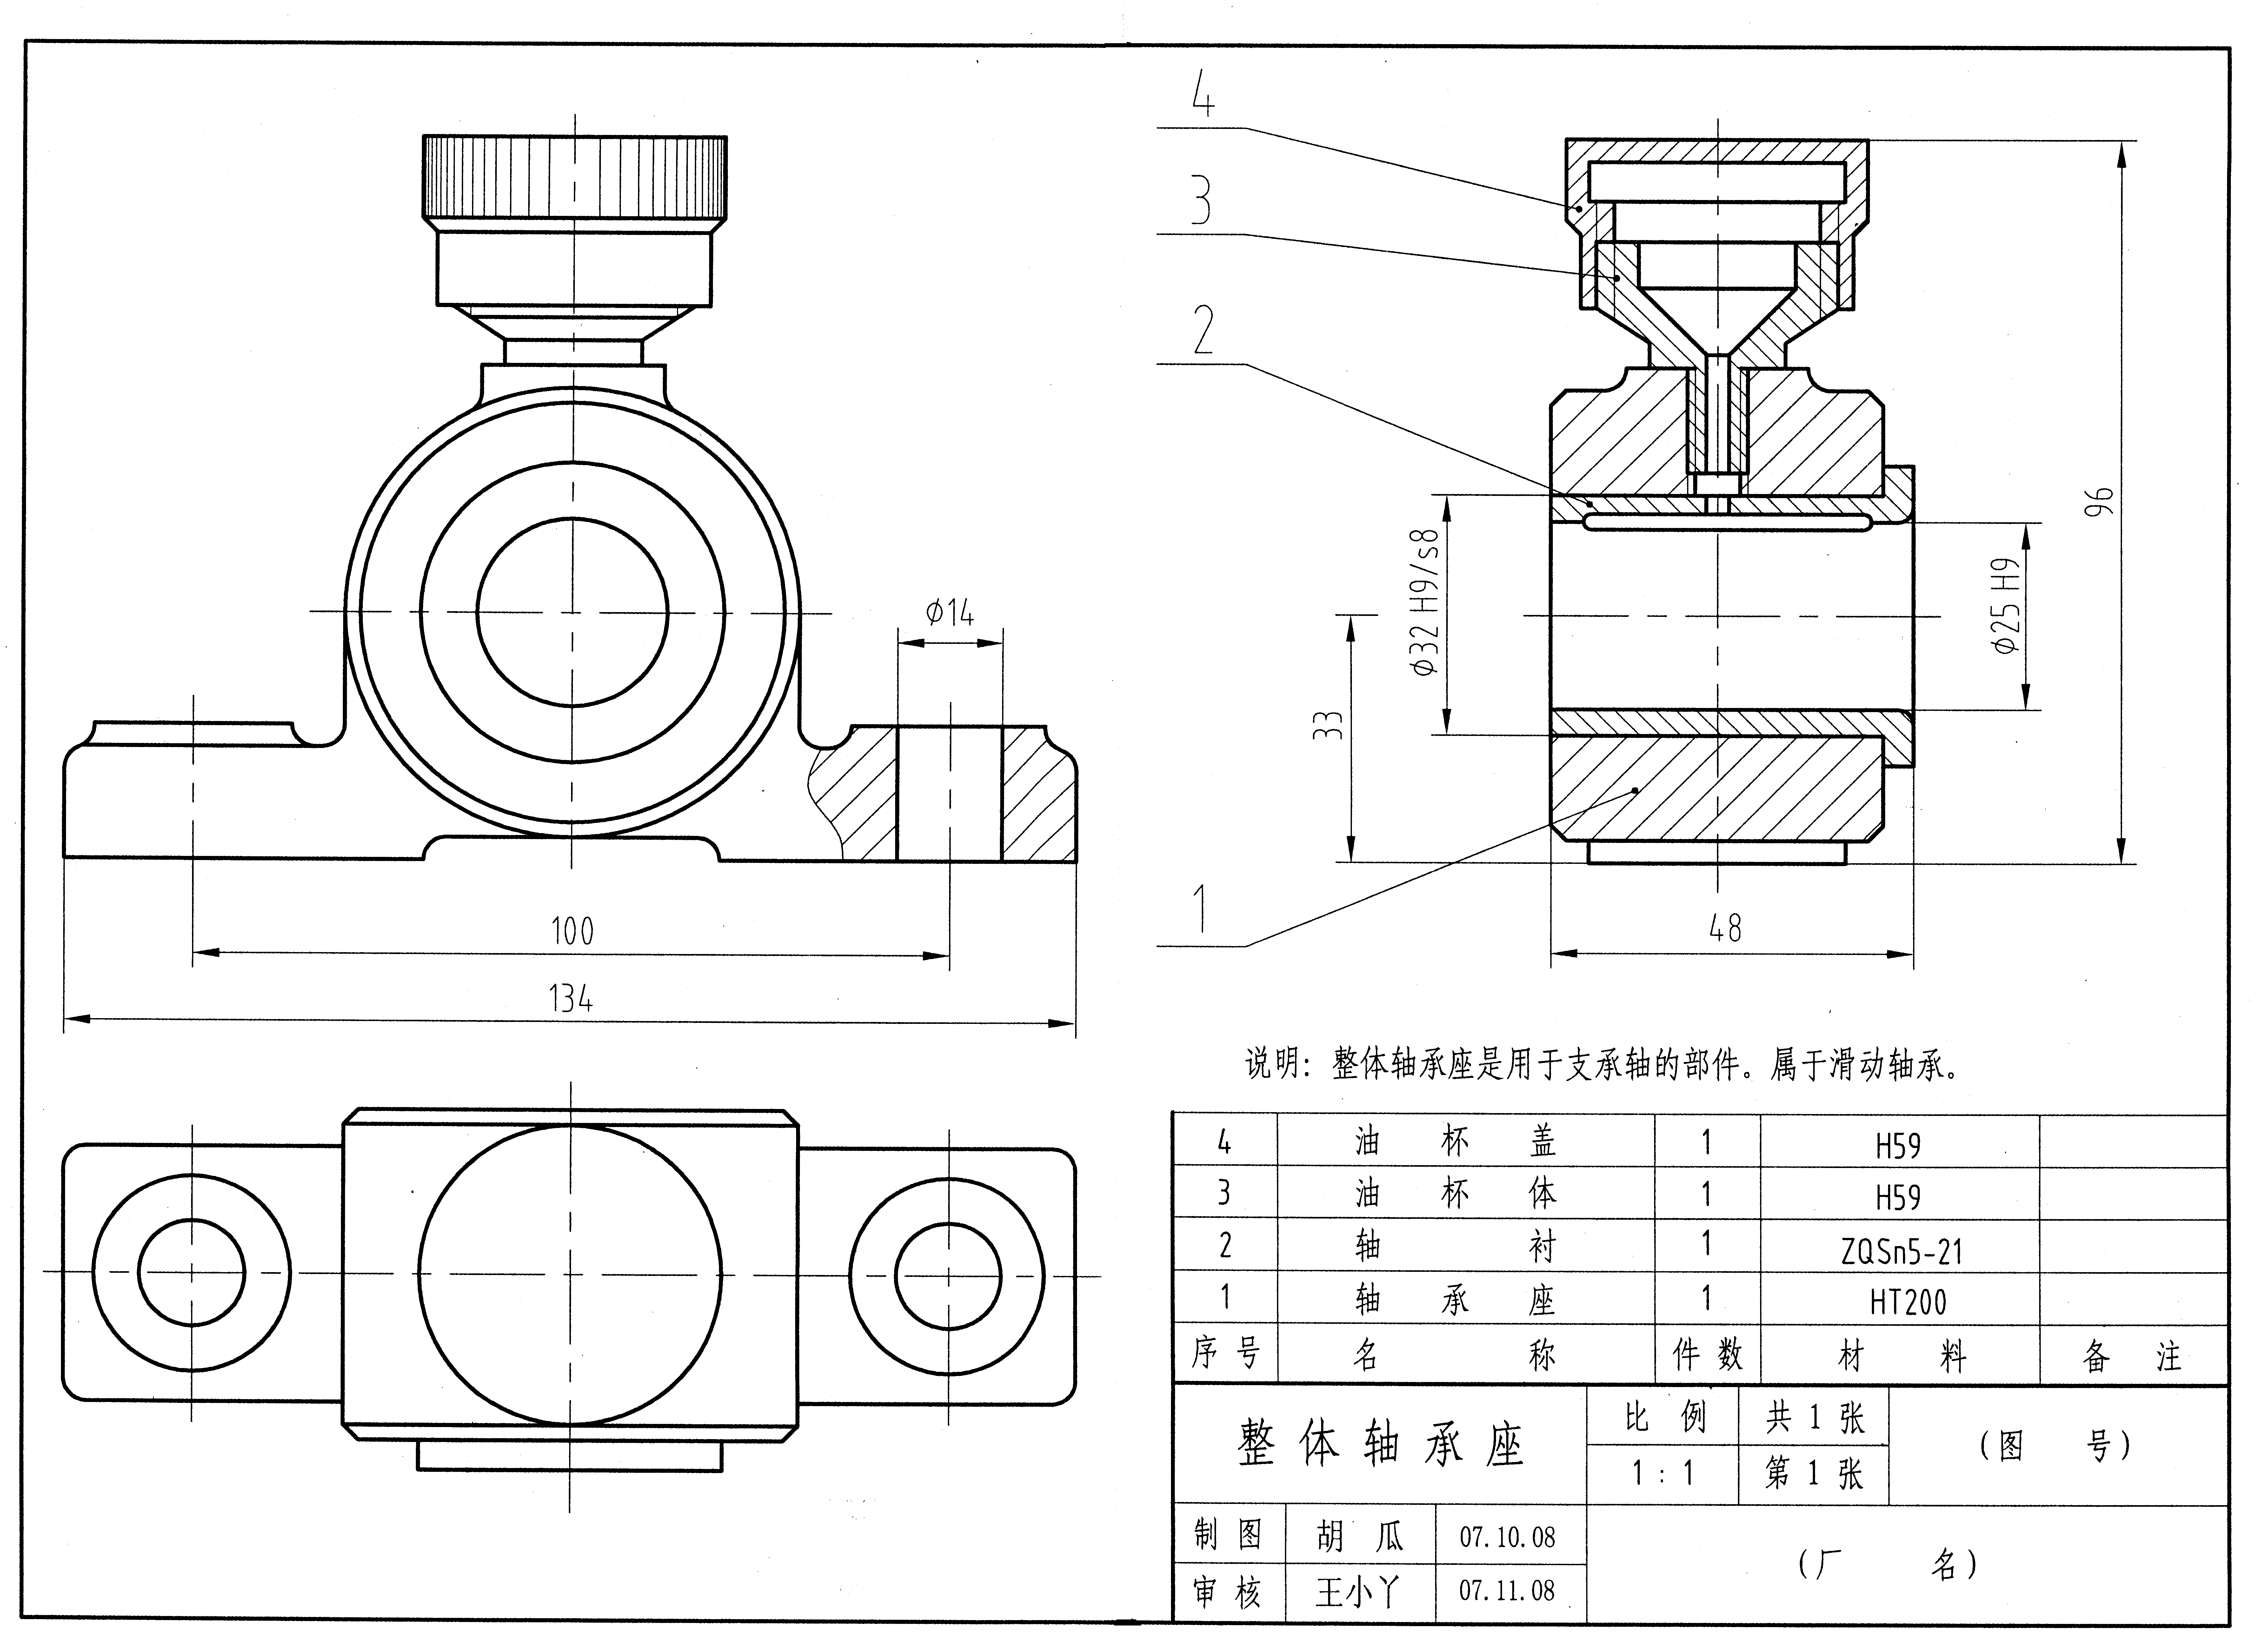 4
3
2
1
φ14
100
134
φ32 H9/s8
33
φ25 H9
96
48
说明：整体轴承座是用于支承轴的部件。属于滑动轴承。
4 油杯盖 1 H59
3 油杯体 1 H59
2 轴衬 1 ZQSn5-21
1 轴承座 1 HT200
序号 名称 件数 材料 备注
整体轴承座
比例 共1张
1:1 第1张
(图 号)
制图 胡瓜 07.10.08
审核 王小丫 07.11.08
(厂 名)